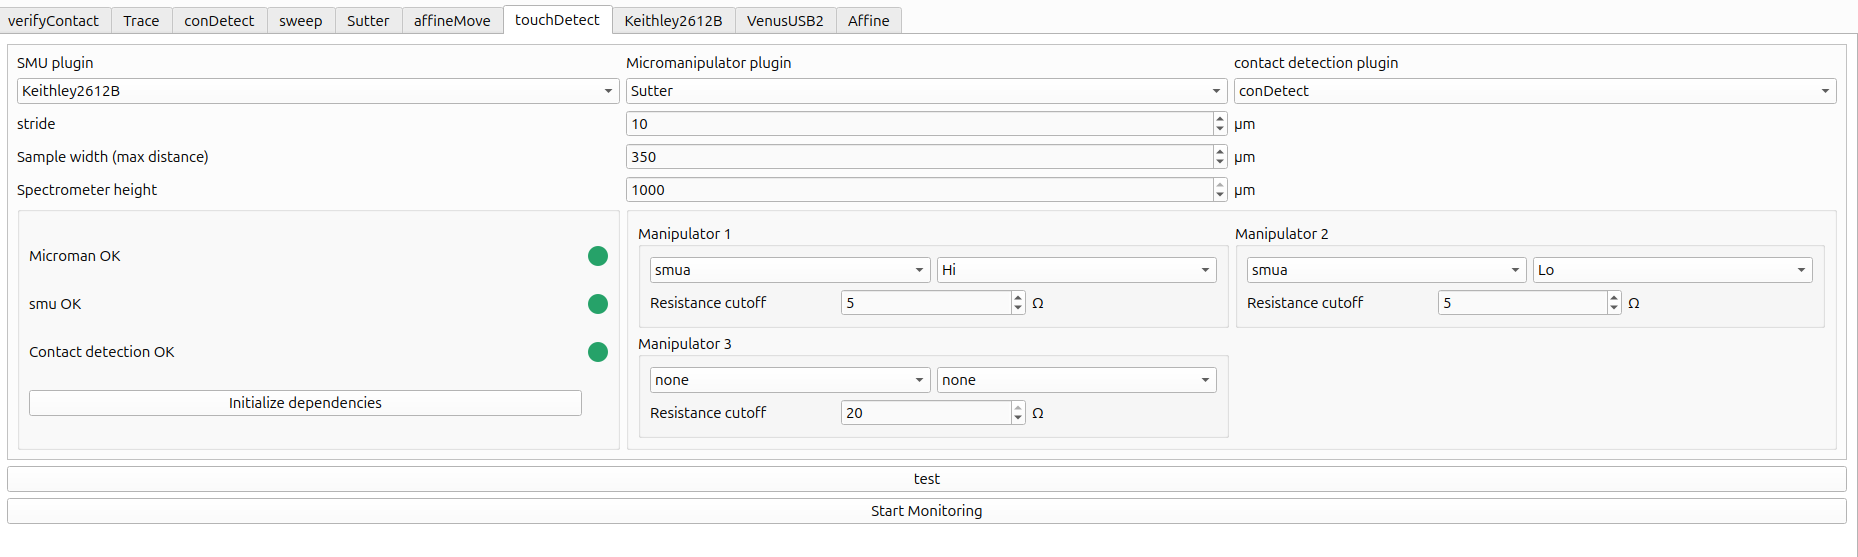 verifyContact Trace conDetect sweep Sutter affineMove touchDetect Keithley2612B VenusUSB2 Affine
SMU plugin Micromanipulator plugin contact detection plugin
Keithley2612B Sutter conDetect
stride 10 µm
Sample width (max distance) 350 µm
Spectrometer height 1000 µm
Microman OK
smu OK
Contact detection OK
Initialize dependencies
Manipulator 1
smua Hi
Resistance cutoff 5 Ω
Manipulator 2
smua Lo
Resistance cutoff 5 Ω
Manipulator 3
none none
Resistance cutoff 20 Ω
test
Start Monitoring